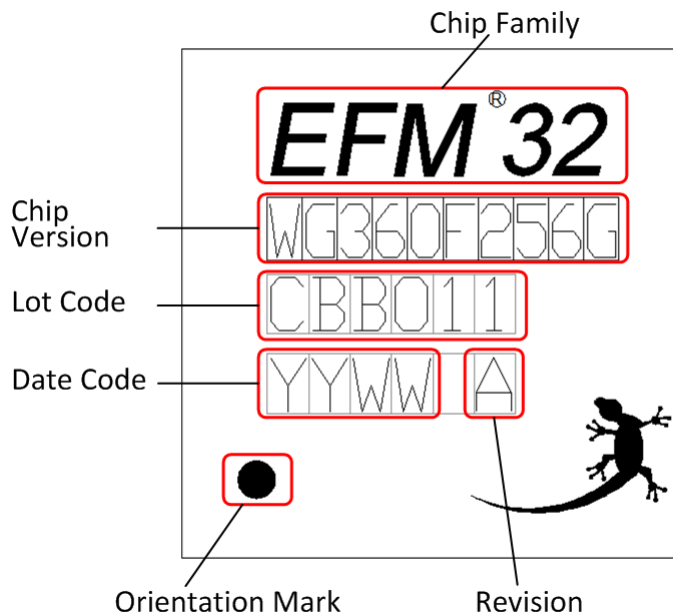 Chip Family
EFM®32
Chip
Version
WG360F256G
Lot Code
CBB011
Date Code
YYWW A
Orientation Mark
Revision